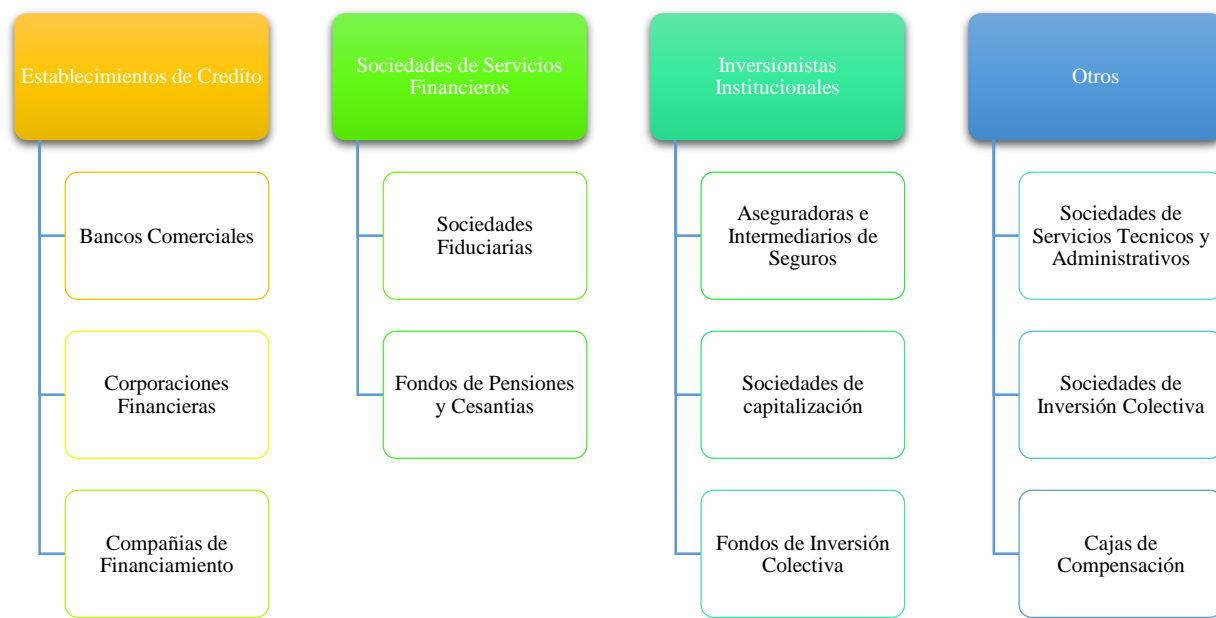 Establecimientos de Credito
Bancos Comerciales
Corporaciones
Financieras
Compañias de
Financiamiento
Sociedades de Servicios
Financieros
Sociedades
Fiduciarias
Fondos de Pensiones
y Cesantias
Inversionistas
Institucionales
Aseguradoras e
Intermediarios de
Seguros
Sociedades de
capitalización
Fondos de Inversión
Colectiva
Otros
Sociedades de
Servicios Tecnicos y
Administrativos
Sociedades de
Inversión Colectiva
Cajas de
Compensación